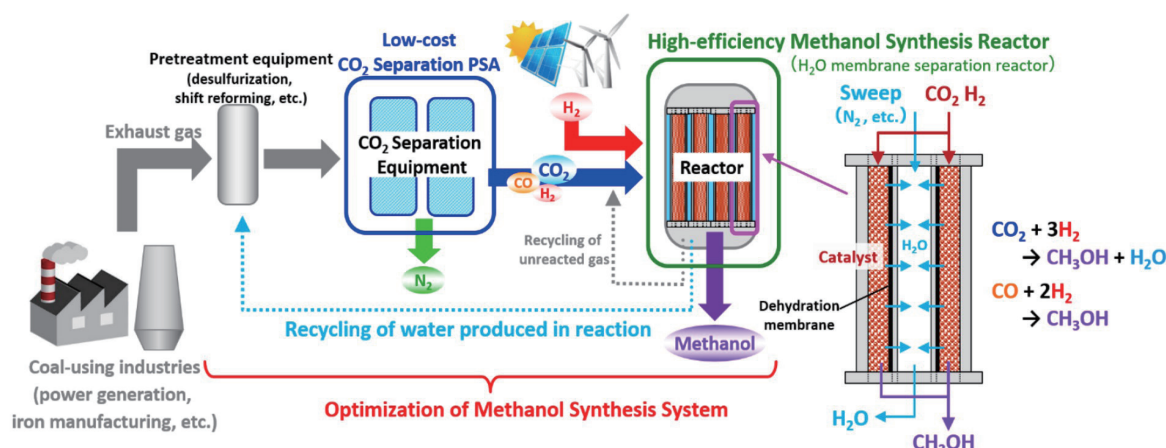 Low-cost
CO₂ Separation PSA
High-efficiency Methanol Synthesis Reactor
(H₂O membrane separation reactor)
Pretreatment equipment
(desulfurization,
shift reforming, etc.)
Exhaust gas
CO₂ Separation
Equipment
H₂
CO₂
CO
H₂
Reactor
Sweep
(N₂, etc.)
CO₂ H₂
H₂O
Catalyst
Dehydration
membrane
CO₂ + 3H₂
→ CH₃OH + H₂O
CO + 2H₂
→ CH₃OH
N₂
Recycling of
unreacted gas
Recycling of water produced in reaction
Methanol
Coal-using industries
(power generation,
iron manufacturing, etc.)
Optimization of Methanol Synthesis System
H₂O
CH₃OH